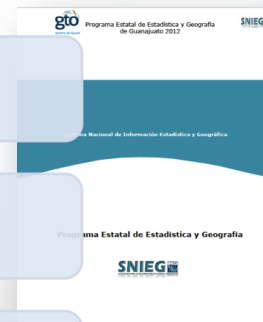 gto
Programa Estatal de Estadística y Geografía
de Guanajuato 2012
SNIEG
Nacional de Información Estadística y Geográfica
Programa Estatal de Estadística y Geografía
SNIEG